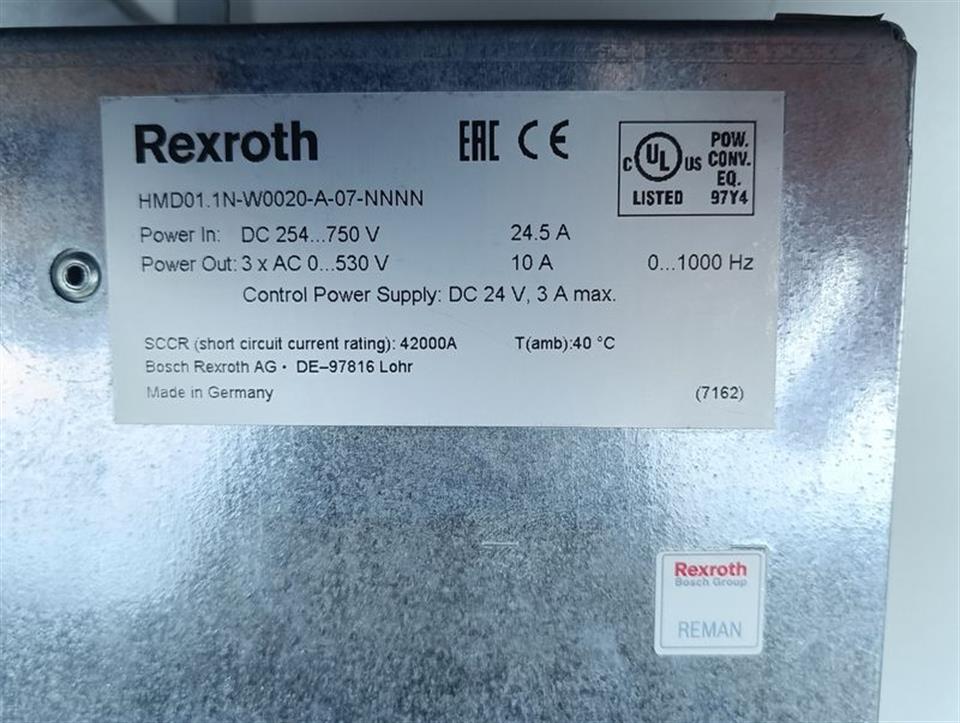 Rexroth
EAC CE
C UL US LISTED
POW. CONV. EQ. 97Y4
HMD01.1N-W0020-A-07-NNNN
Power In: DC 254...750 V 24.5 A
Power Out: 3 x AC 0...530 V 10 A 0...1000 Hz
Control Power Supply: DC 24 V, 3 A max.
SCCR (short circuit current rating): 42000A T(amb):40 °C
Bosch Rexroth AG • DE–97816 Lohr
Made in Germany (7162)
Rexroth
Bosch Group
REMAN